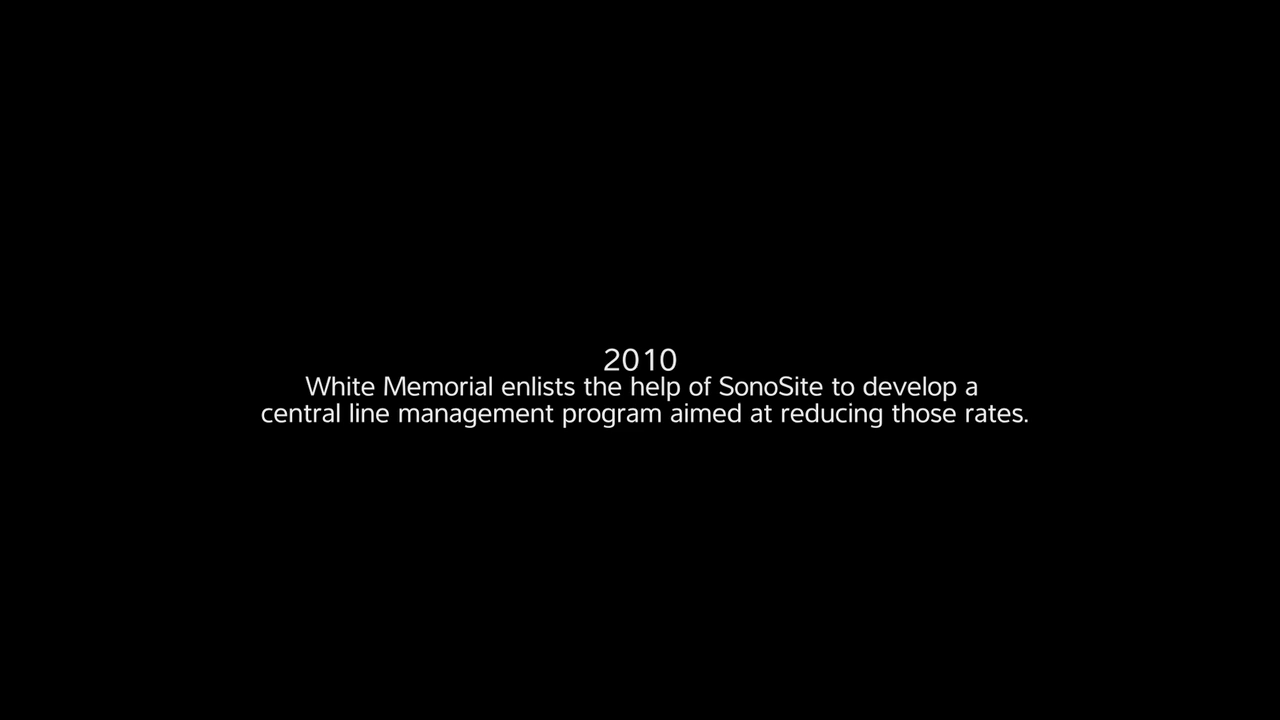 2010
White Memorial enlists the help of SonoSite to develop a
central line management program aimed at reducing those rates.